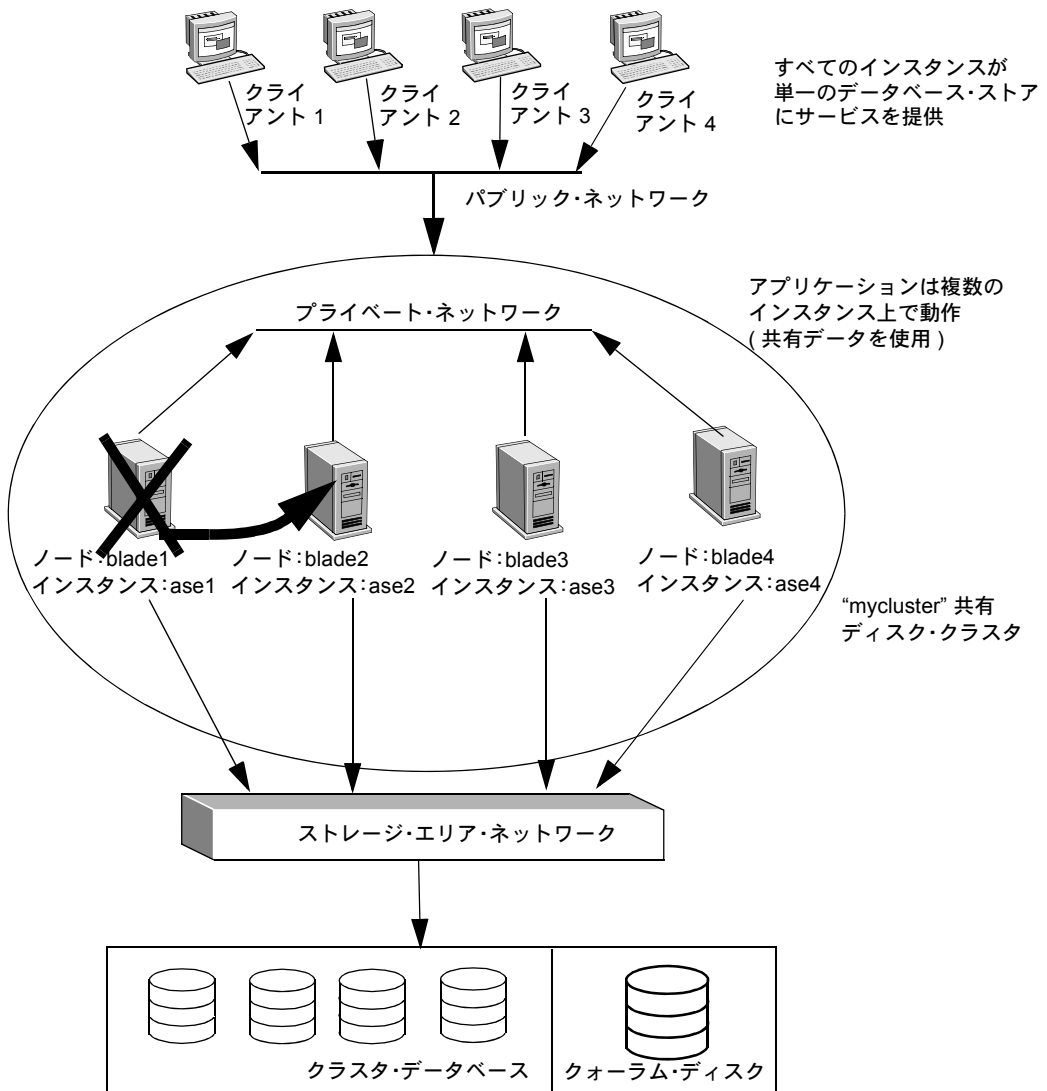 クライ
アント 1
クライ
アント 2
クライ
アント 3
クライ
アント 4
すべてのインスタンスが
単一のデータベース・ストア
にサービスを提供
パブリック・ネットワーク
アプリケーションは複数の
インスタンス上で動作
( 共有データを使用 )
プライベート・ネットワーク
ノード:blade1
インスタンス:ase1
ノード:blade2
インスタンス:ase2
ノード:blade3
インスタンス:ase3
ノード:blade4
インスタンス:ase4
“mycluster” 共有
ディスク・クラスタ
ストレージ・エリア・ネットワーク
クラスタ・データベース
クォーラム・ディスク